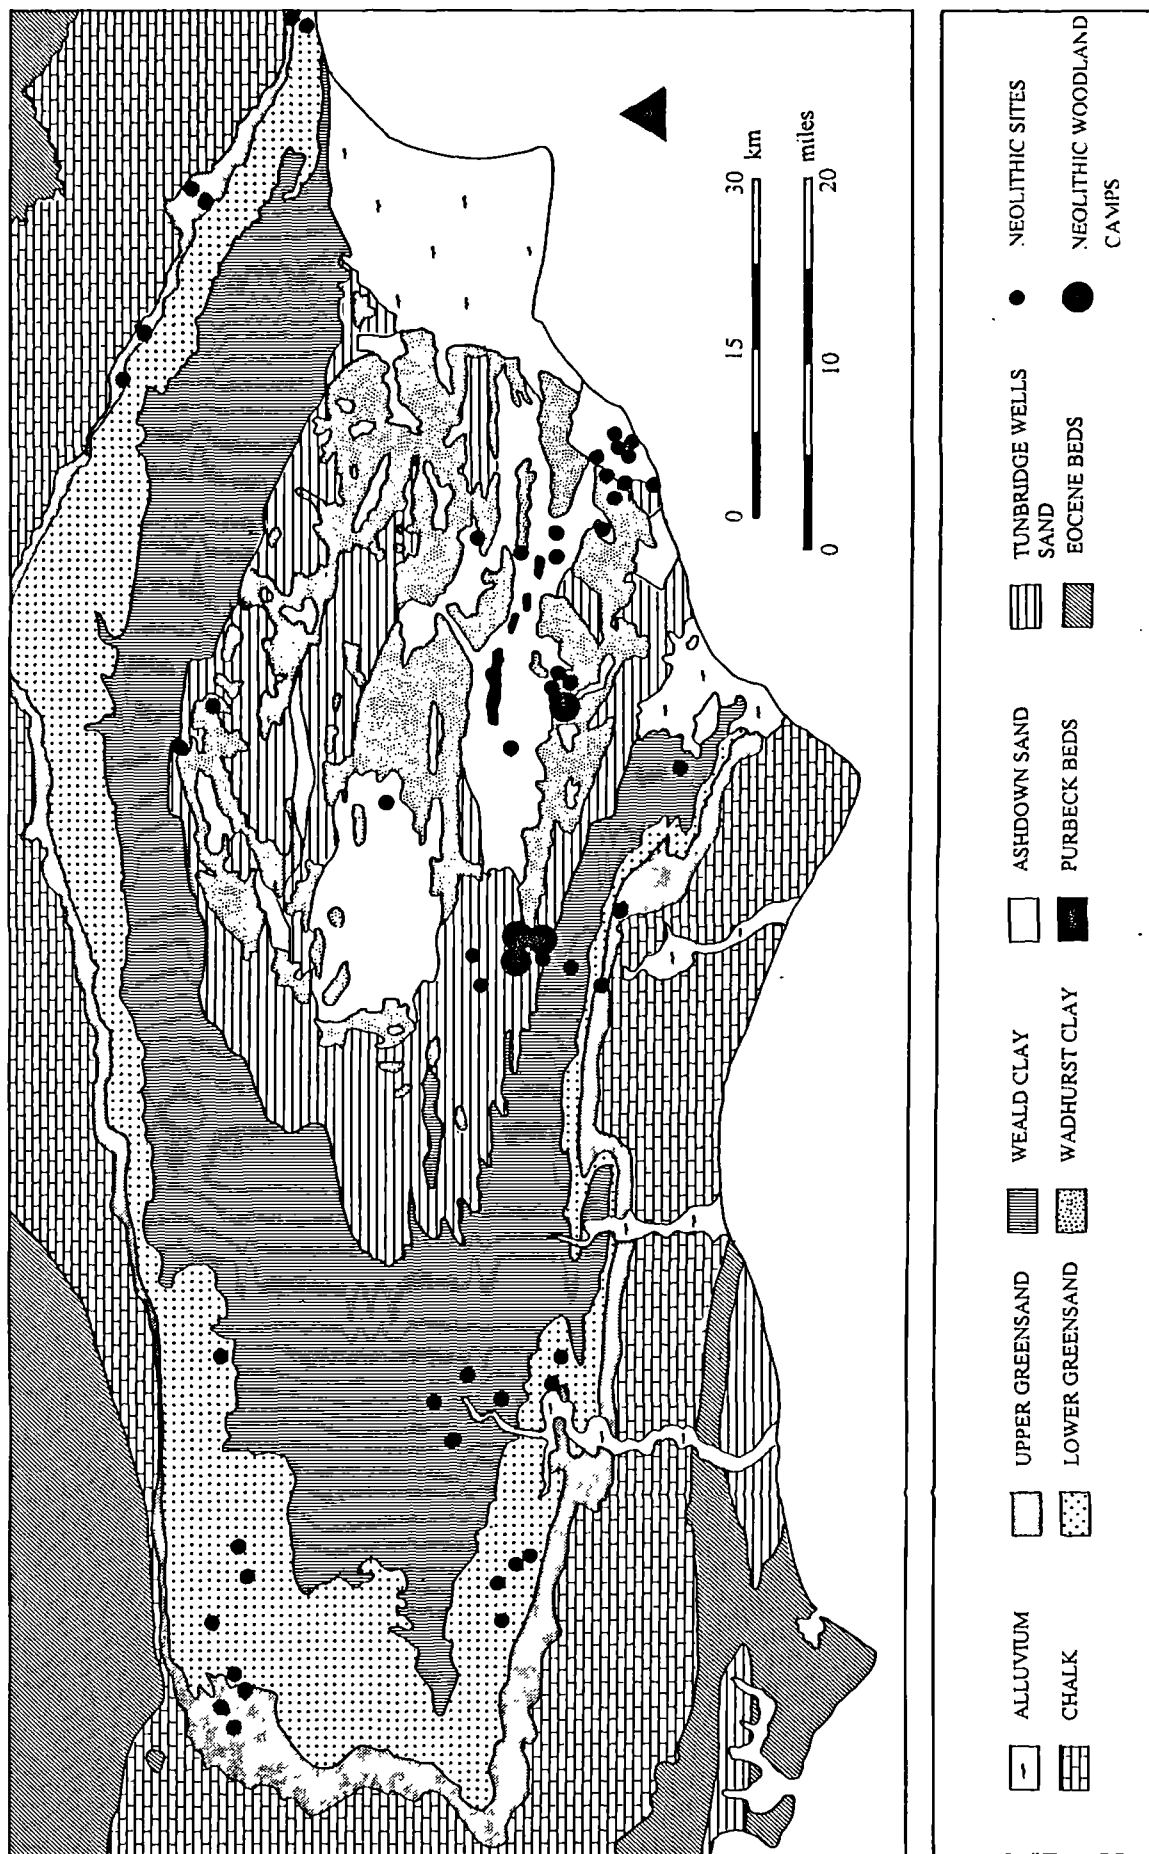 0 15 30 km
0 10 20 miles
ALLUVIUM
UPPER GREENSAND
WEALD CLAY
ASHDOWN SAND
TUNBRIDGE WELLS
SAND
NEOLITHIC SITES
CHALK
LOWER GREENSAND
WADHURST CLAY
PURBECK BEDS
EOCENE BEDS
NEOLITHIC WOODLAND
CAMPS